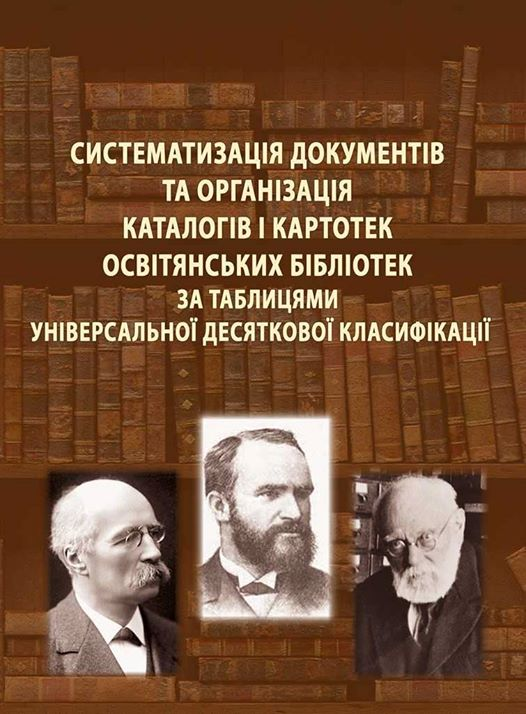 СИСТЕМАТИЗАЦІЯ ДОКУМЕНТІВ
ТА ОРГАНІЗАЦІЯ
КАТАЛОГІВ І КАРТОТЕК
ОСВІТЯНСЬКИХ БІБЛІОТЕК
ЗА ТАБЛИЦЯМИ
УНІВЕРСАЛЬНОЇ ДЕСЯТКОВОЇ КЛАСИФІКАЦІЇ